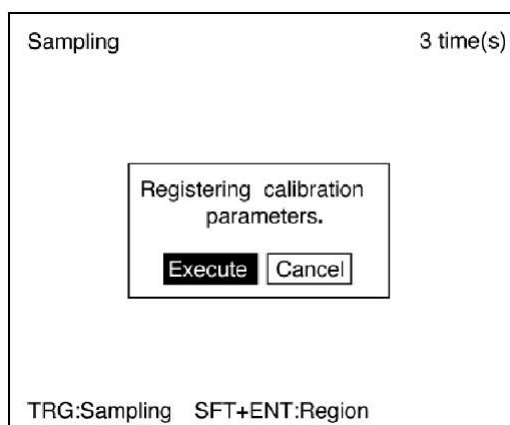 Sampling 3 time(s)
Registering calibration
parameters.
Execute Cancel
TRG:Sampling SFT+ENT:Region